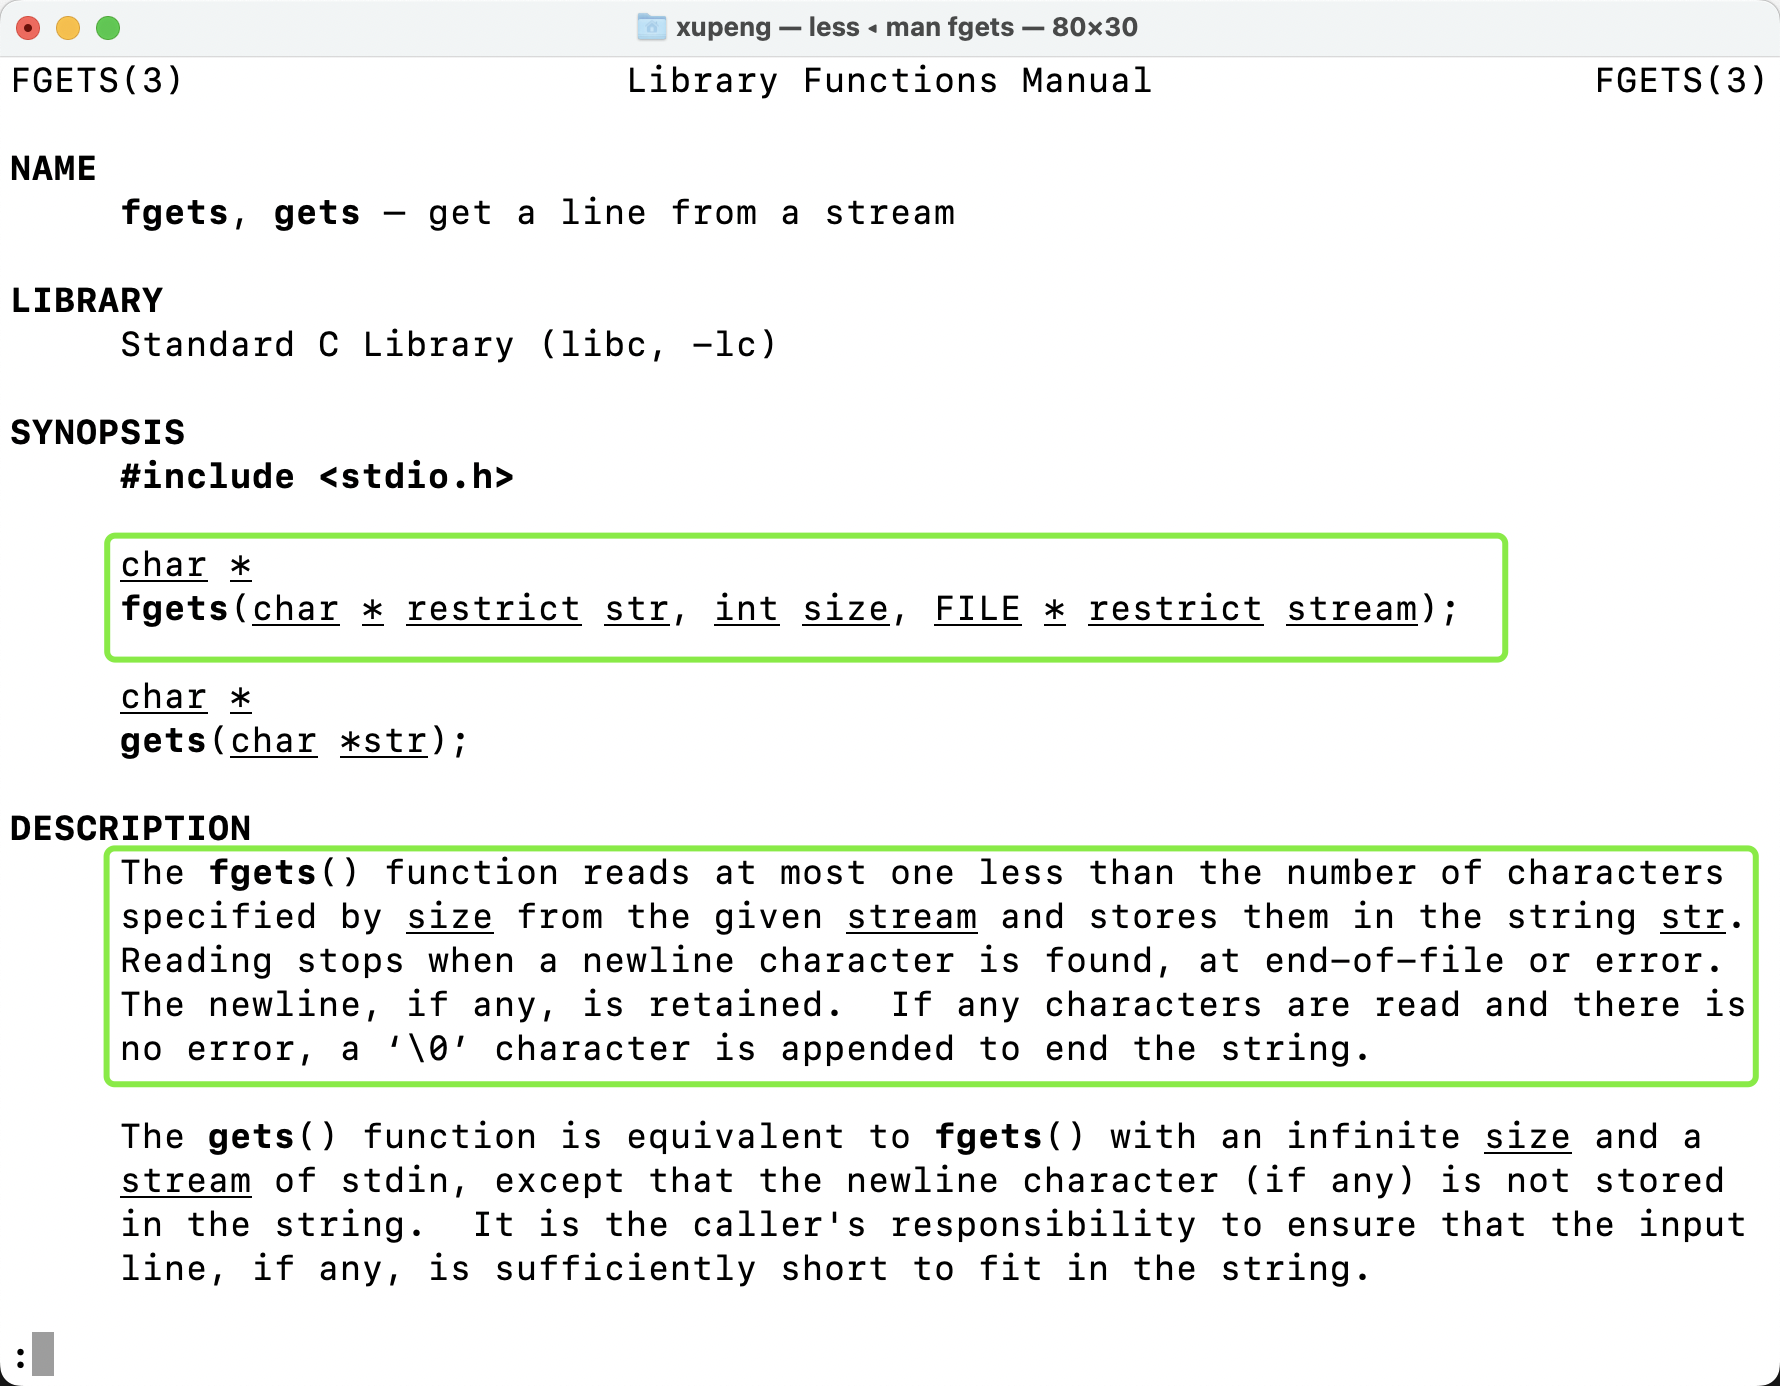 xupeng — less ◂ man fgets — 80×30
FGETS(3) Library Functions Manual FGETS(3)
NAME
fgets, gets – get a line from a stream
LIBRARY
Standard C Library (libc, -lc)
SYNOPSIS
#include <stdio.h>
char *
fgets(char * restrict str, int size, FILE * restrict stream);
char *
gets(char *str);
DESCRIPTION
The fgets() function reads at most one less than the number of characters
specified by size from the given stream and stores them in the string str.
Reading stops when a newline character is found, at end-of-file or error.
The newline, if any, is retained.  If any characters are read and there is
no error, a ‘\0’ character is appended to end the string.
The gets() function is equivalent to fgets() with an infinite size and a
stream of stdin, except that the newline character (if any) is not stored
in the string.  It is the caller's responsibility to ensure that the input
line, if any, is sufficiently short to fit in the string.
: